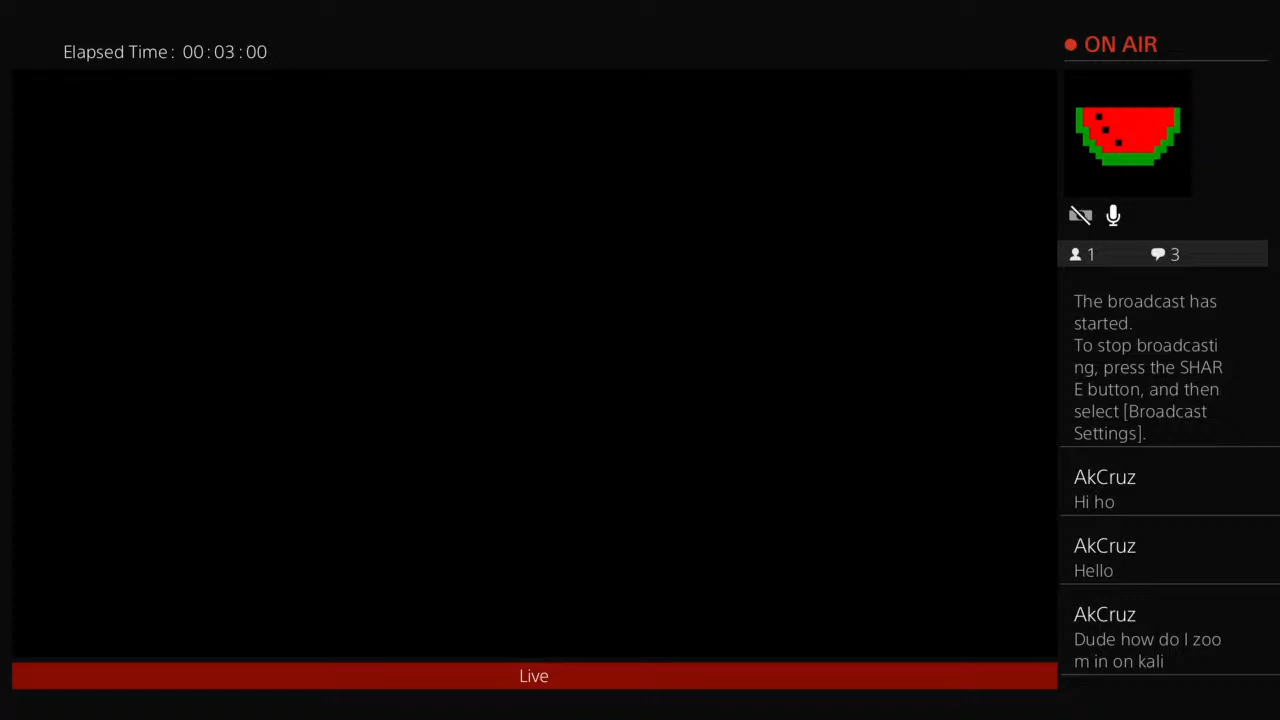 Elapsed Time: 00:03:00
ON AIR
1 3
The broadcast has
started.
To stop broadcasti
ng, press the SHAR
E button, and then
select [Broadcast
Settings].
AkCruz
Hi ho
AkCruz
Hello
AkCruz
Dude how do I zoo
m in on kali
Live